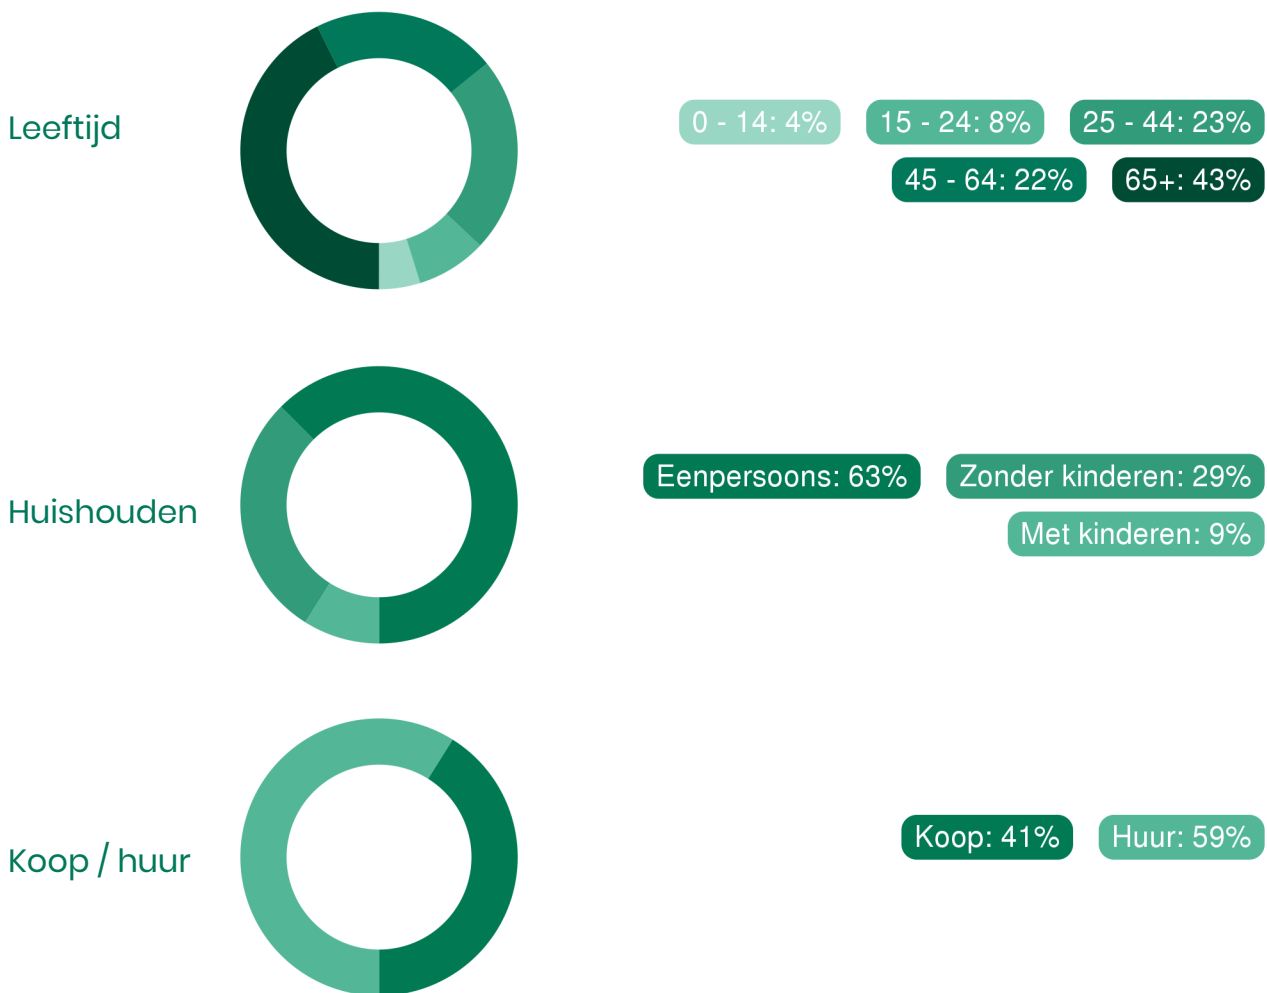 Leeftijd
0 - 14: 4% 15 - 24: 8% 25 - 44: 23%
45 - 64: 22% 65+: 43%
Huishouden
Eenpersoons: 63% Zonder kinderen: 29%
Met kinderen: 9%
Koop / huur
Koop: 41% Huur: 59%